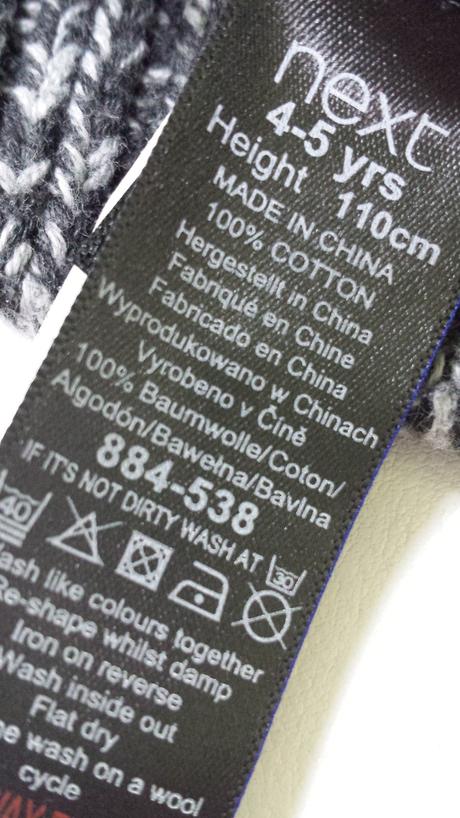 next
4-5 yrs
Height 110cm
MADE IN CHINA
100% COTTON
Hergestellt in China
Fabriqué en Chine
Fabricado en China
Wyprodukowano w Chinach
Vyrobeno v Číně
100% Baumwolle/Coton/
Algodón/Bawełna/Bavlna
884-538
IF IT'S NOT DIRTY WASH AT 30
40
ash like colours together
Re-shape whilst damp
Iron on reverse
Wash inside out
Flat dry
wash on a wool
cycle